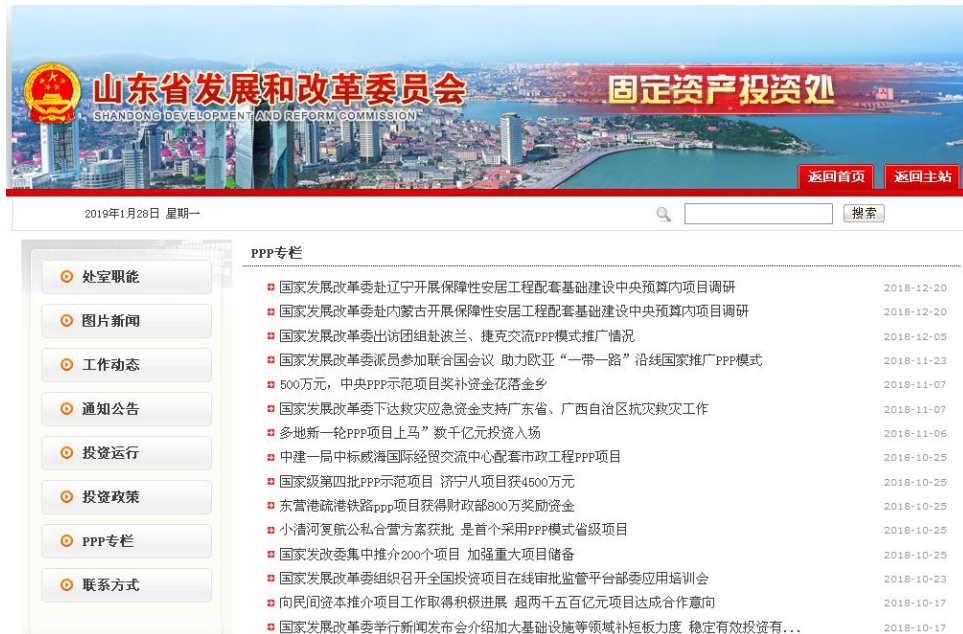 山东省发展和改革委员会
SHANDONG DEVELOPMENT AND REFORM COMMISSION
固定资产投资处
返回首页 返回主站
2019年1月28日 星期一
搜索
处室职能
图片新闻
工作动态
通知公告
投资运行
投资政策
PPP专栏
联系方式
PPP专栏
国家发展改革委赴辽宁开展保障性安居工程配套基础建设中央预算内项目调研 2018-12-20
国家发展改革委赴内蒙古开展保障性安居工程配套基础建设中央预算内项目调研 2018-12-20
国家发展改革委出访团组赴波兰、捷克交流PPP模式推广情况 2018-12-05
国家发展改革委派员参加联合国会议 助力欧亚“一带一路”沿线国家推广PPP模式 2018-11-23
500万元，中央PPP示范项目奖补资金花落金乡 2018-11-07
国家发展改革委下达救灾应急资金支持广东省、广西自治区抗灾救灾工作 2018-11-07
多地新一轮PPP项目上马”数千亿元投资入场 2018-11-06
中建一局中标威海国际经贸交流中心配套市政工程PPP项目 2018-10-25
国家级第四批PPP示范项目 济宁八项目获4500万元 2018-10-25
东营港疏港铁路ppp项目获得财政部800万奖励资金 2018-10-25
小清河复航公私合营方案获批 是首个采用PPP模式省级项目 2018-10-25
国家发改委集中推介200个项目 加强重大项目储备 2018-10-25
国家发展改革委组织召开全国投资项目在线审批监管平台部委应用培训会 2018-10-23
向民间资本推介项目工作取得积极进展 超两千五百亿元项目达成合作意向 2018-10-17
国家发展改革委举行新闻发布会介绍加大基础设施等领域补短板力度 稳定有效投资有... 2018-10-17